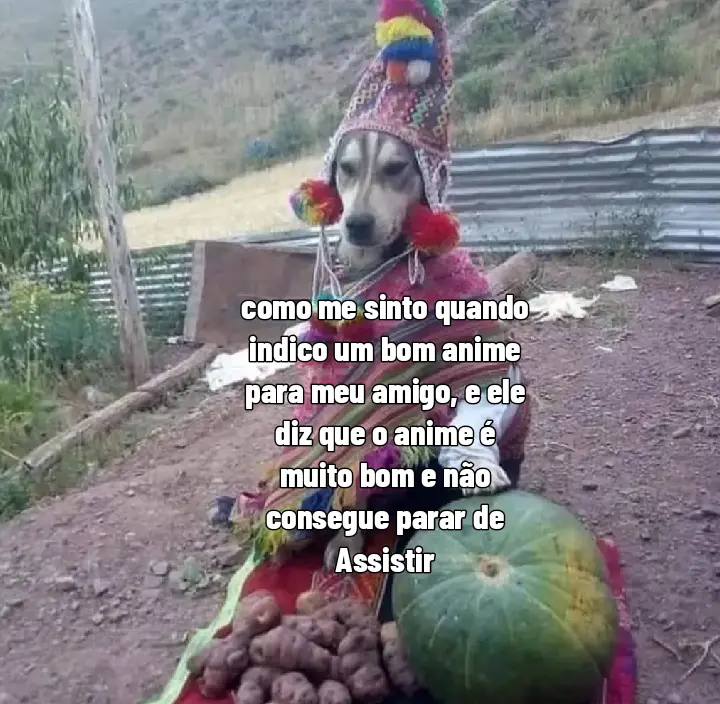 como me sinto quando
indico um bom anime
para meu amigo, e ele
diz que o anime é
muito bom e não
consegue parar de
Assistir